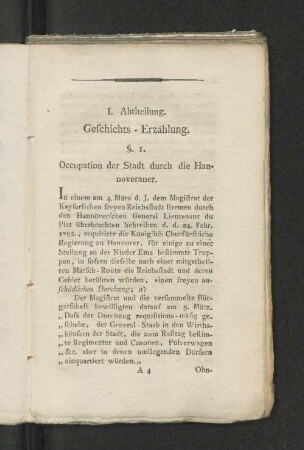 I. Abtheilung.
Geschichts - Erzählung.
§. 1.
Occupation der Stadt durch die Han-
noveraner.
In einem am 4. März d. J. dem Magistrat der
Keyserlichen freyen Reichsstadt Bremen durch
den Hannöverschen General Lieutenant du
Plat überbrachten Schreiben d. d. 24. Febr.
1795., requirirte die Königlich Churfürstliche
Regierung zu Hannover, für einige zu einer
Stellung an der Nieder Ems bestimmte Trup-
pen, in sofern dieselbe nach einer mitgetheil-
ten Marsch-Route die Reichsstadt und deren
Gebiet berühren würden, einen freyen un-
schädlichen Durchzug; a)
Der Magistrat und die versammelte Bür-
gerschaft bewilligten darauf am 5. März.
„Daß der Durchzug requisitions-mäsig ge-
„schehe, der General-Staab in den Wirths-
„häusern der Stadt, die zum Rasttag bestim-
„te Regimenter und Canonen, Pulverwagen
„&c. aber in denen umliegenden Dörfern
„einquartiert würden.„
A 4 Ohn-